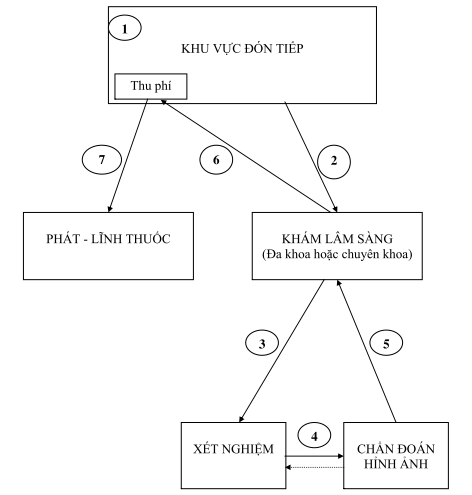 1
KHU VỰC ĐÓN TIẾP
Thu phí
7
6
2
PHÁT - LĨNH THUỐC
KHÁM LÂM SÀNG
(Đa khoa hoặc chuyên khoa)
3
5
4
XÉT NGHIỆM
CHẨN ĐOÁN
HÌNH ẢNH